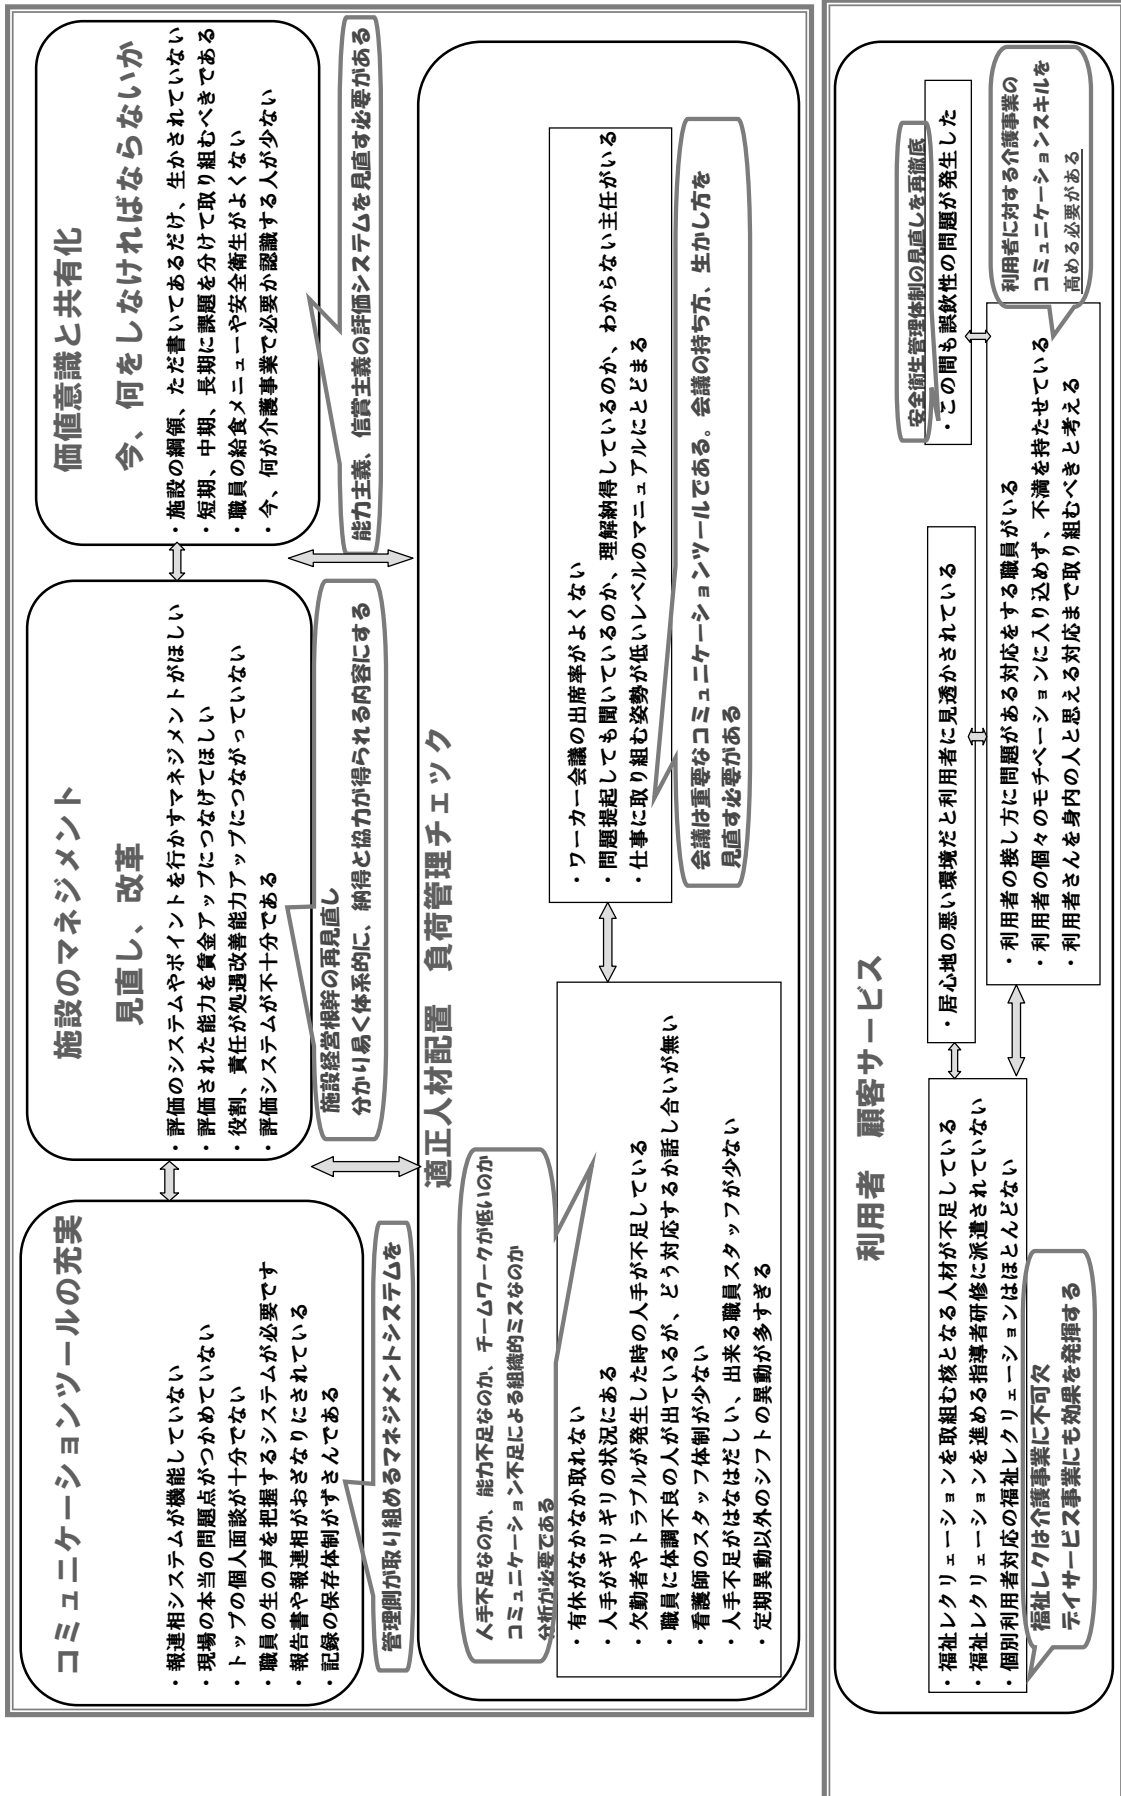 コミュニケーションツールの充実
・報連相システムが機能していない
・現場の本当の問題点がつかめていない
・トップの個人面談が十分でない
・職員の生の声を把握するシステムが必要です
・報告書や報連相がおざなりにされている
・記録の保存体制がずさんである
管理側が取り組めるマネジメントシステムを
施設のマネジメント
見直し、改革
・評価のシステムやポイントを行かすマネジメントがほしい
・評価された能力を賃金アップにつなげてほしい
・役割、責任が処遇改善能力アップにつながっていない
・評価システムが不十分である
施設経営根幹の再見直し
分かり易く体系的に、納得と協力が得られる内容にする
価値意識と共有化
今、何をしなければならないか
・施設の綱領、ただ書いてあるだけ、生かされていない
・短期、中期、長期に課題を分けて取り組むべきである
・職員の給食メニューや安全衛生がよくない
・今、何が介護事業で必要か認識する人が少ない
能力主義、信賞主義の評価システムを見直す必要がある
適正人材配置 負荷管理チェック
人手不足なのか、能力不足なのか、チームワークが低いのか
コミュニケーション不足による組織的ミスなのか
分析が必要である
・有休がなかなか取れない
・人手がギリギリの状況にある
・欠勤者やトラブルが発生した時の人手が不足している
・職員に体調不良の人が出ているが、どう対応するか話し合いが無い
・看護師のスタッフ体制が少ない
・人手不足がはなはだしい、出来る職員スタッフが少ない
・定期異動以外のシフトの異動が多すぎる
・ワーカー会議の出席率がよくない
・問題提起しても聞いているのか、理解納得しているのか、わからない主任がいる
・仕事に取り組む姿勢が低いレベルのマニュアルにとどまる
会議は重要なコミュニケーションツールである。会議の持ち方、生かし方を
見直す必要がある
利用者 顧客サービス
・福祉レクリェーションを取組む核となる人材が不足している
・福祉レクリェーションを進める指導者研修に派遣されていない
・個別利用者対応の福祉レクリェーションはほとんどない
福祉レクは介護事業に不可欠
デイサービス事業にも効果を発揮する
・居心地の悪い環境だと利用者に見透かされている
・利用者の接し方に問題がある対応をする職員がいる
・利用者の個々のモチベーションに入り込めず、不満を持たせている
・利用者さんを身内の人と思える対応まで取り組むべきと考える
安全衛生管理体制の見直しを再徹底
・この間も誤飲性の問題が発生した
利用者に対する介護事業の
コミュニケーションスキルを
高める必要がある